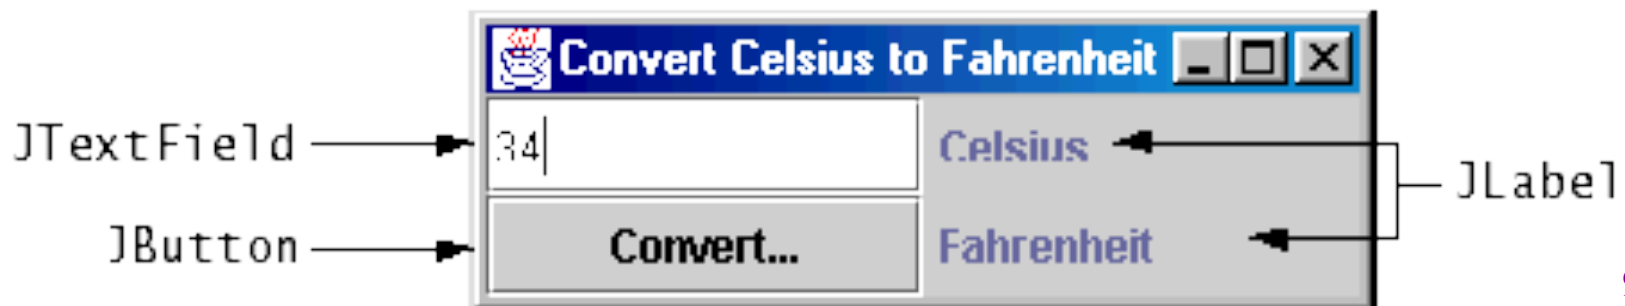 Convert Celsius to Fahrenheit
JTextField
34
Celsius
JLabel
JButton
Convert...
Fahrenheit